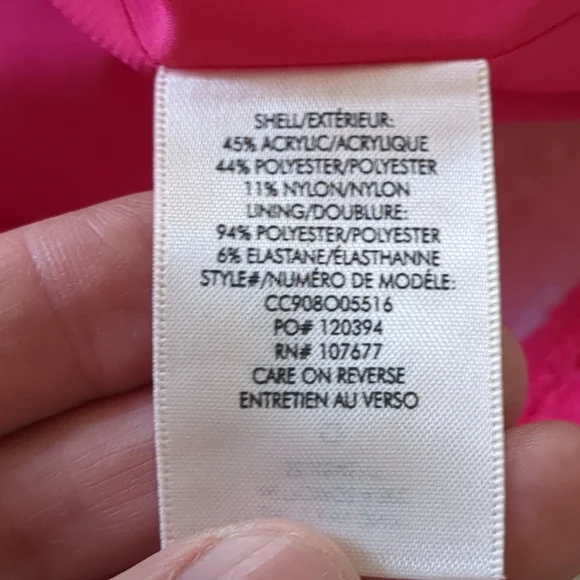 SHELL/EXTÉRIEUR:
45% ACRYLIC/ACRYLIQUE
44% POLYESTER/POLYESTER
11% NYLON/NYLON
LINING/DOUBLURE:
94% POLYESTER/POLYESTER
6% ELASTANE/ÉLASTHANNE
STYLE#/NUMÉRO DE MODÉLE:
CC908O05516
PO# 120394
RN# 107677
CARE ON REVERSE
ENTRETIEN AU VERSO